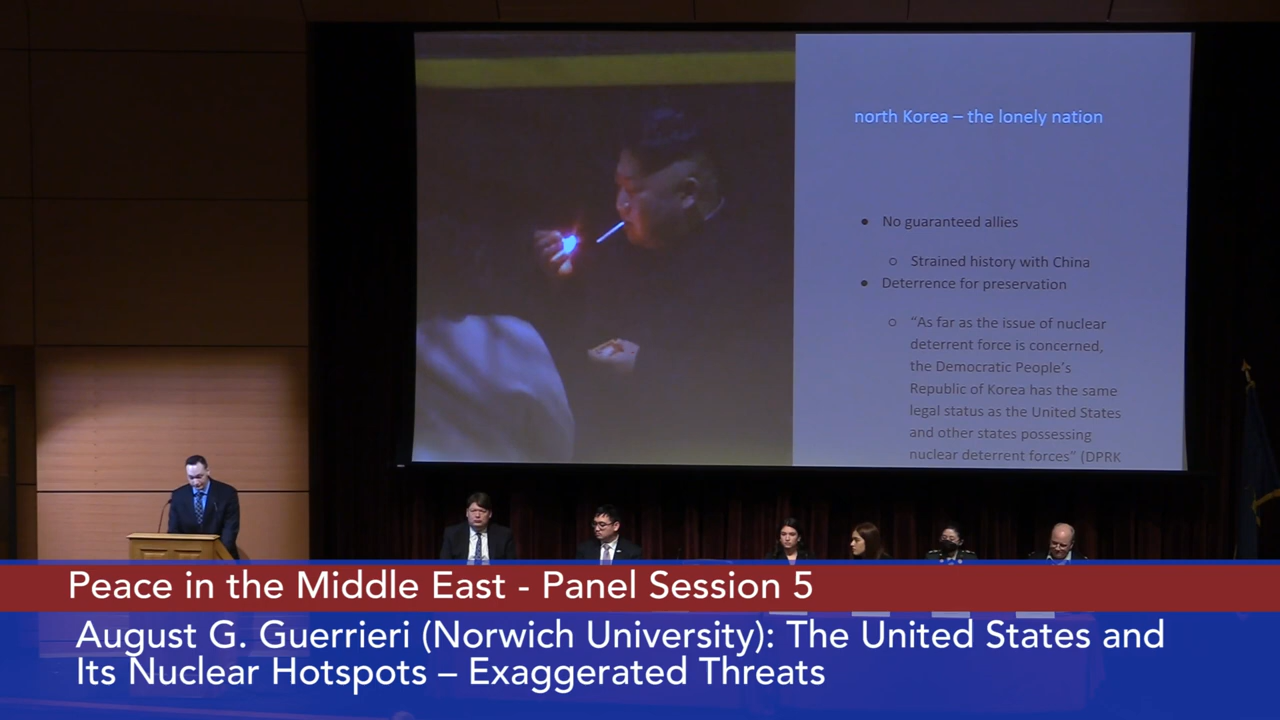 north Korea – the lonely nation
● No guaranteed allies
○ Strained history with China
● Deterrence for preservation
○ “As far as the issue of nuclear
deterrent force is concerned,
the Democratic People’s
Republic of Korea has the same
legal status as the United States
and other states possessing
nuclear deterrent forces” (DPRK
Peace in the Middle East - Panel Session 5
August G. Guerrieri (Norwich University): The United States and
Its Nuclear Hotspots – Exaggerated Threats